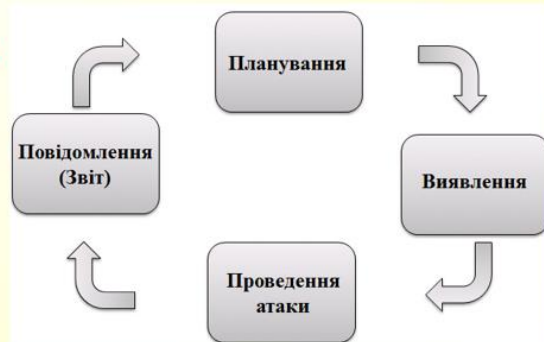 Планування
Виявлення
Проведення
атаки
Повідомлення
(Звіт)